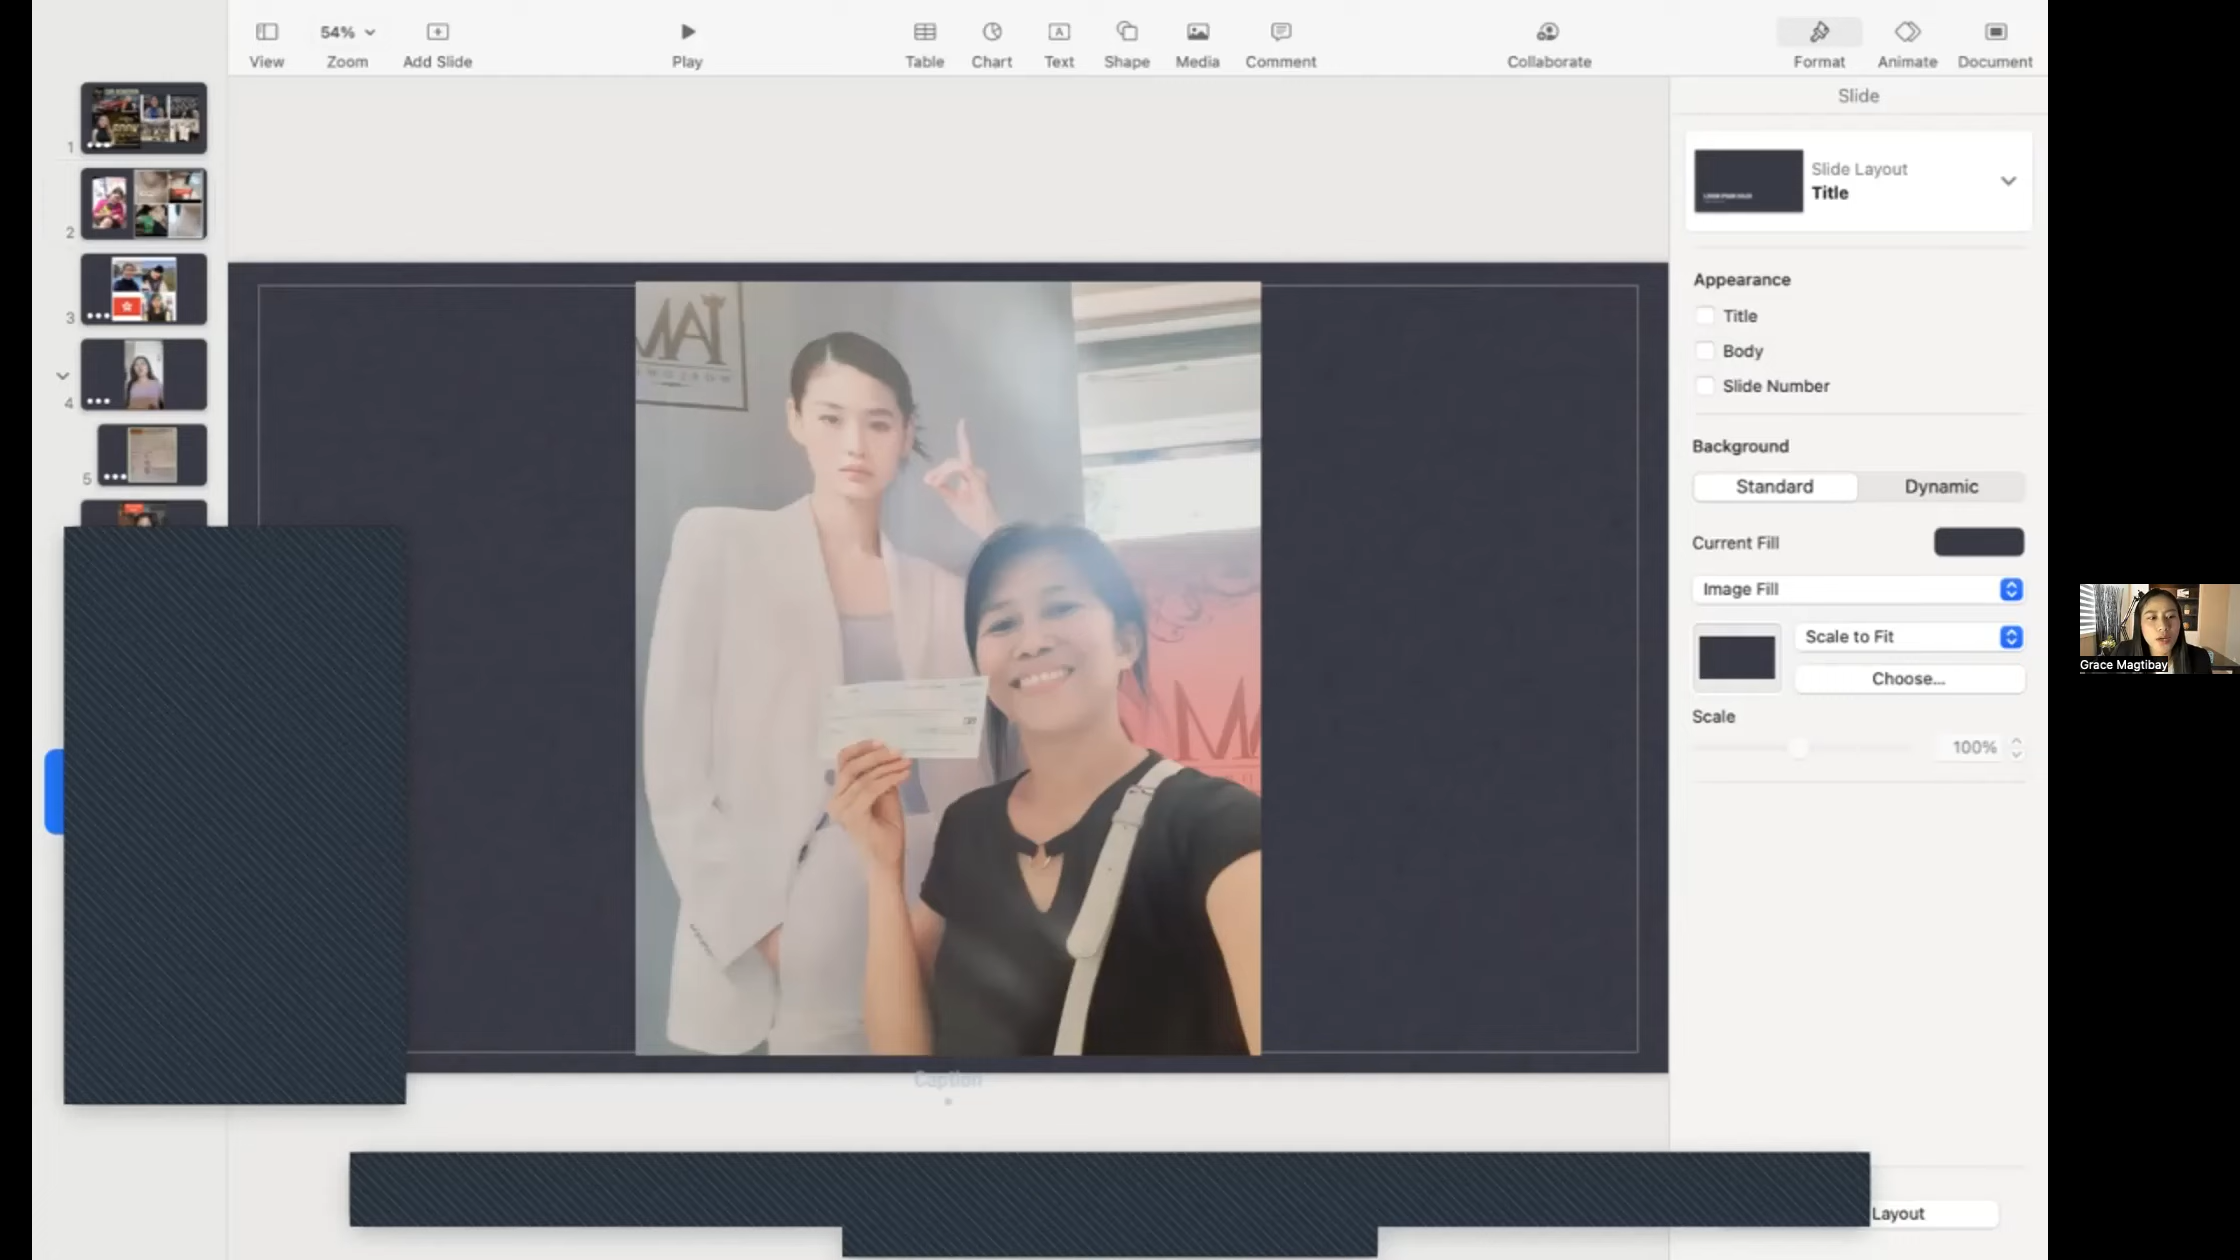 54%
View
Zoom
Add Slide
Play
Table
Chart
Text
Shape
Media
Comment
Collaborate
Format
Animate
Document
Slide
Slide Layout
Title
Appearance
Title
Body
Slide Number
Background
Standard
Dynamic
Current Fill
Image Fill
Scale to Fit
Choose...
Scale
100%
Layout
1
2
3
4
5
Caption
Grace Magtibay